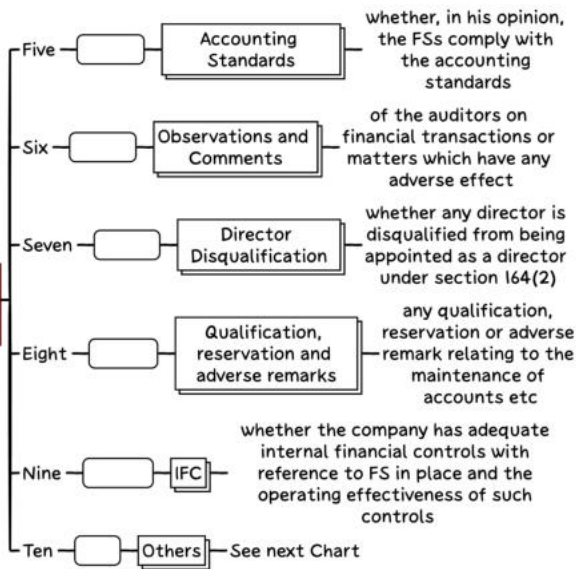 Five
Accounting
Standards
whether, in his opinion,
the FSs comply with
the accounting
standards
Six
Observations and
Comments
of the auditors on
financial transactions or
matters which have any
adverse effect
Seven
Director
Disqualification
whether any director is
disqualified from being
appointed as a director
under section 164(2)
Eight
Qualification,
reservation and
adverse remarks
any qualification,
reservation or adverse
remark relating to the
maintenance of
accounts etc
Nine
IFC
whether the company has adequate
internal financial controls with
reference to FS in place and the
operating effectiveness of such
controls
Ten
Others
See next Chart